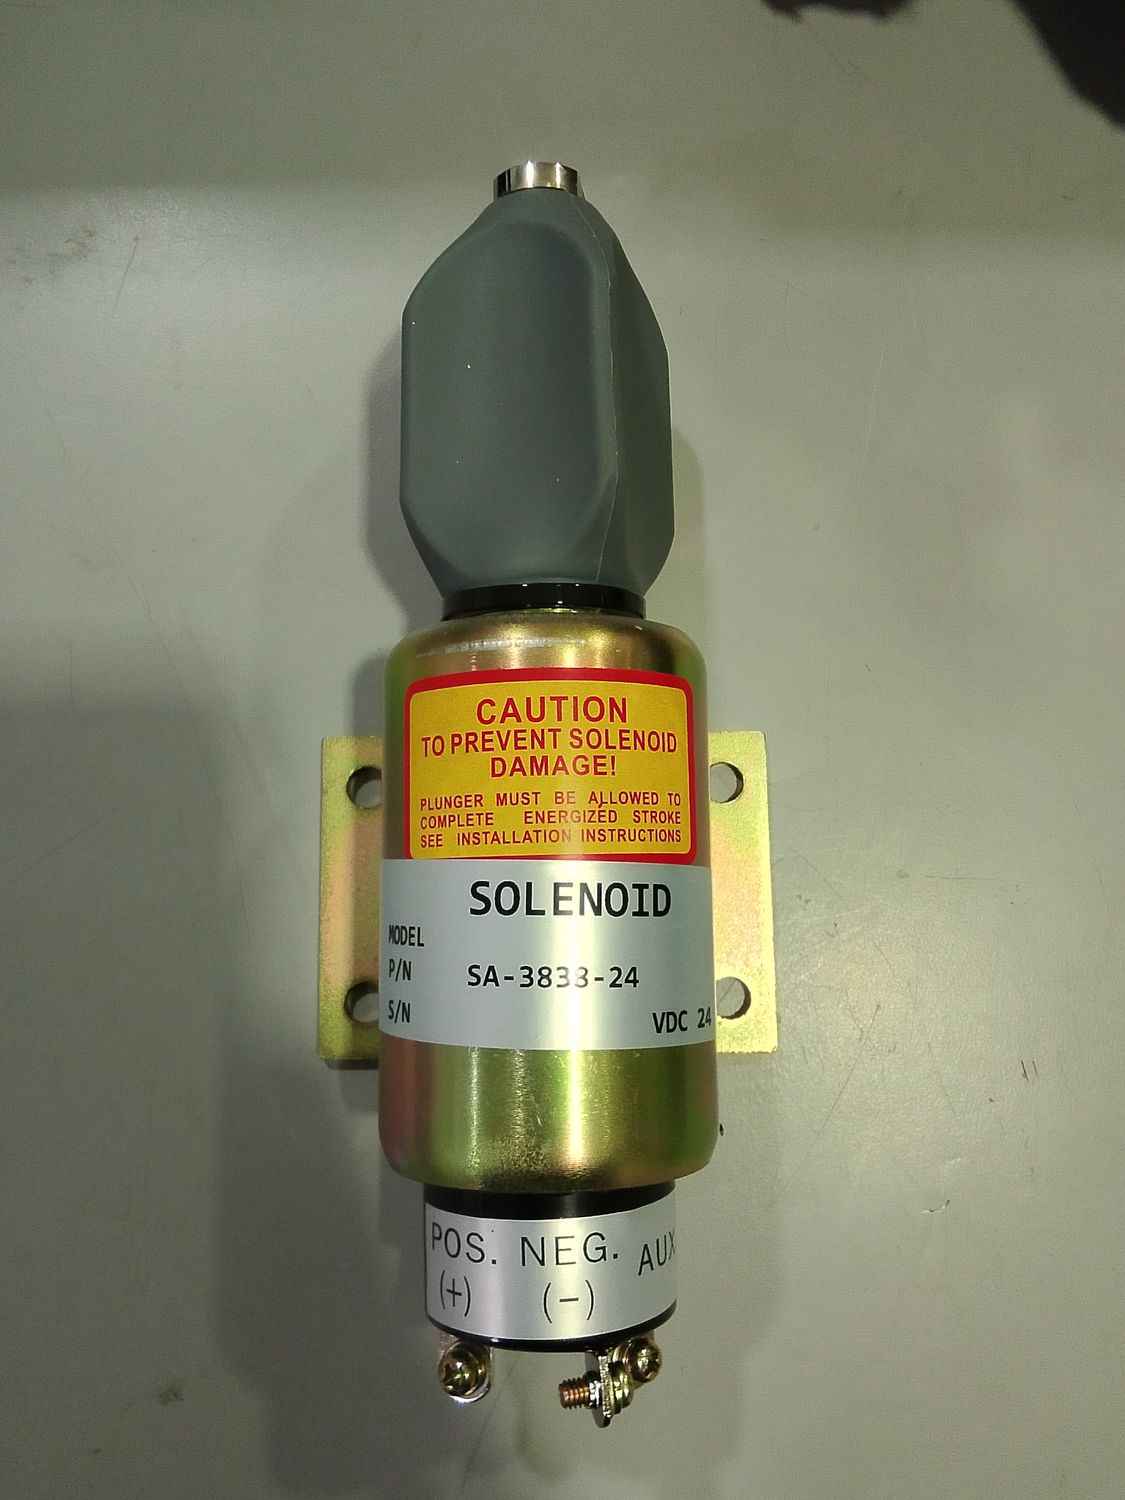 CAUTION
TO PREVENT SOLENOID
DAMAGE!
PLUNGER MUST BE ALLOWED TO
COMPLETE ENERGIZED STROKE
SEE INSTALLATION INSTRUCTIONS
SOLENOID
MODEL
P/N SA-3838-24
S/N VDC 24
POS. NEG. AUX
(+) (-)